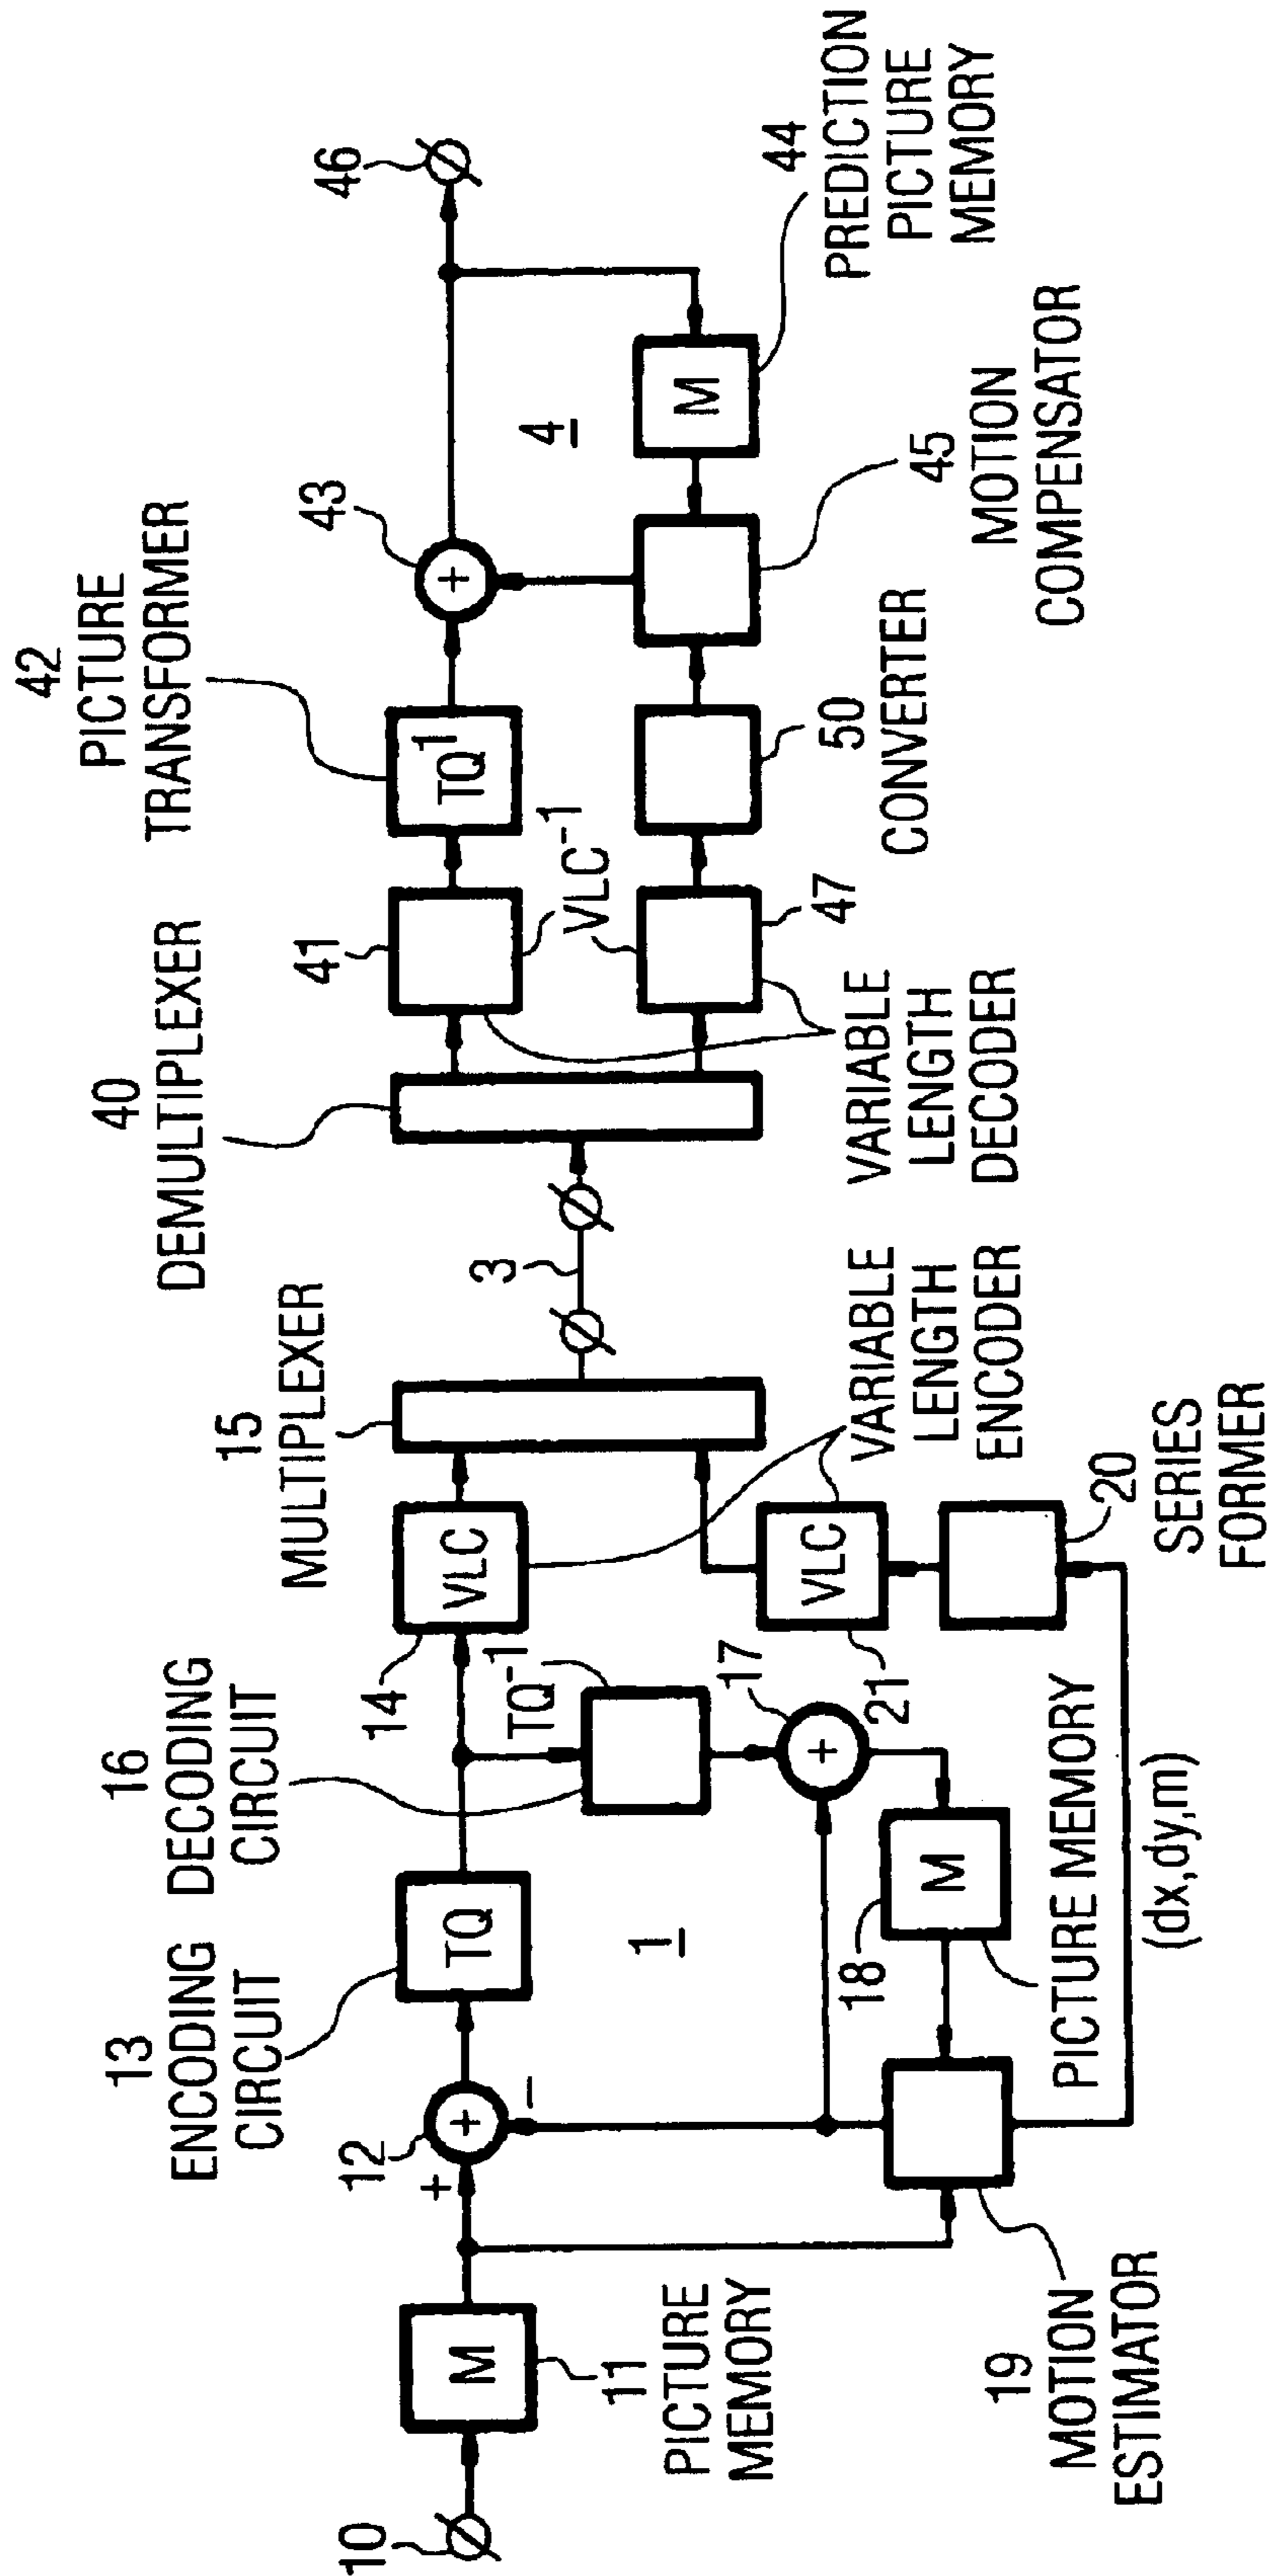 10
M
11
PICTURE
MEMORY
12
+
+
−
13
ENCODING
CIRCUIT
TQ
16
DECODING
CIRCUIT
TQ⁻¹
14
VLC
15
MULTIPLEXER
1
17
+
18
M
PICTURE MEMORY
19
MOTION
ESTIMATOR
(dx,dy,m)
21
VLC
20
SERIES
FORMER
VARIABLE
LENGTH
ENCODER
3
40
DEMULTIPLEXER
41
VLC⁻¹
47
VARIABLE
LENGTH
DECODER
42
PICTURE
TRANSFORMER
TQ¹
50
CONVERTER
43
+
4
45
MOTION
COMPENSATOR
M
44
PREDICTION
PICTURE
MEMORY
46